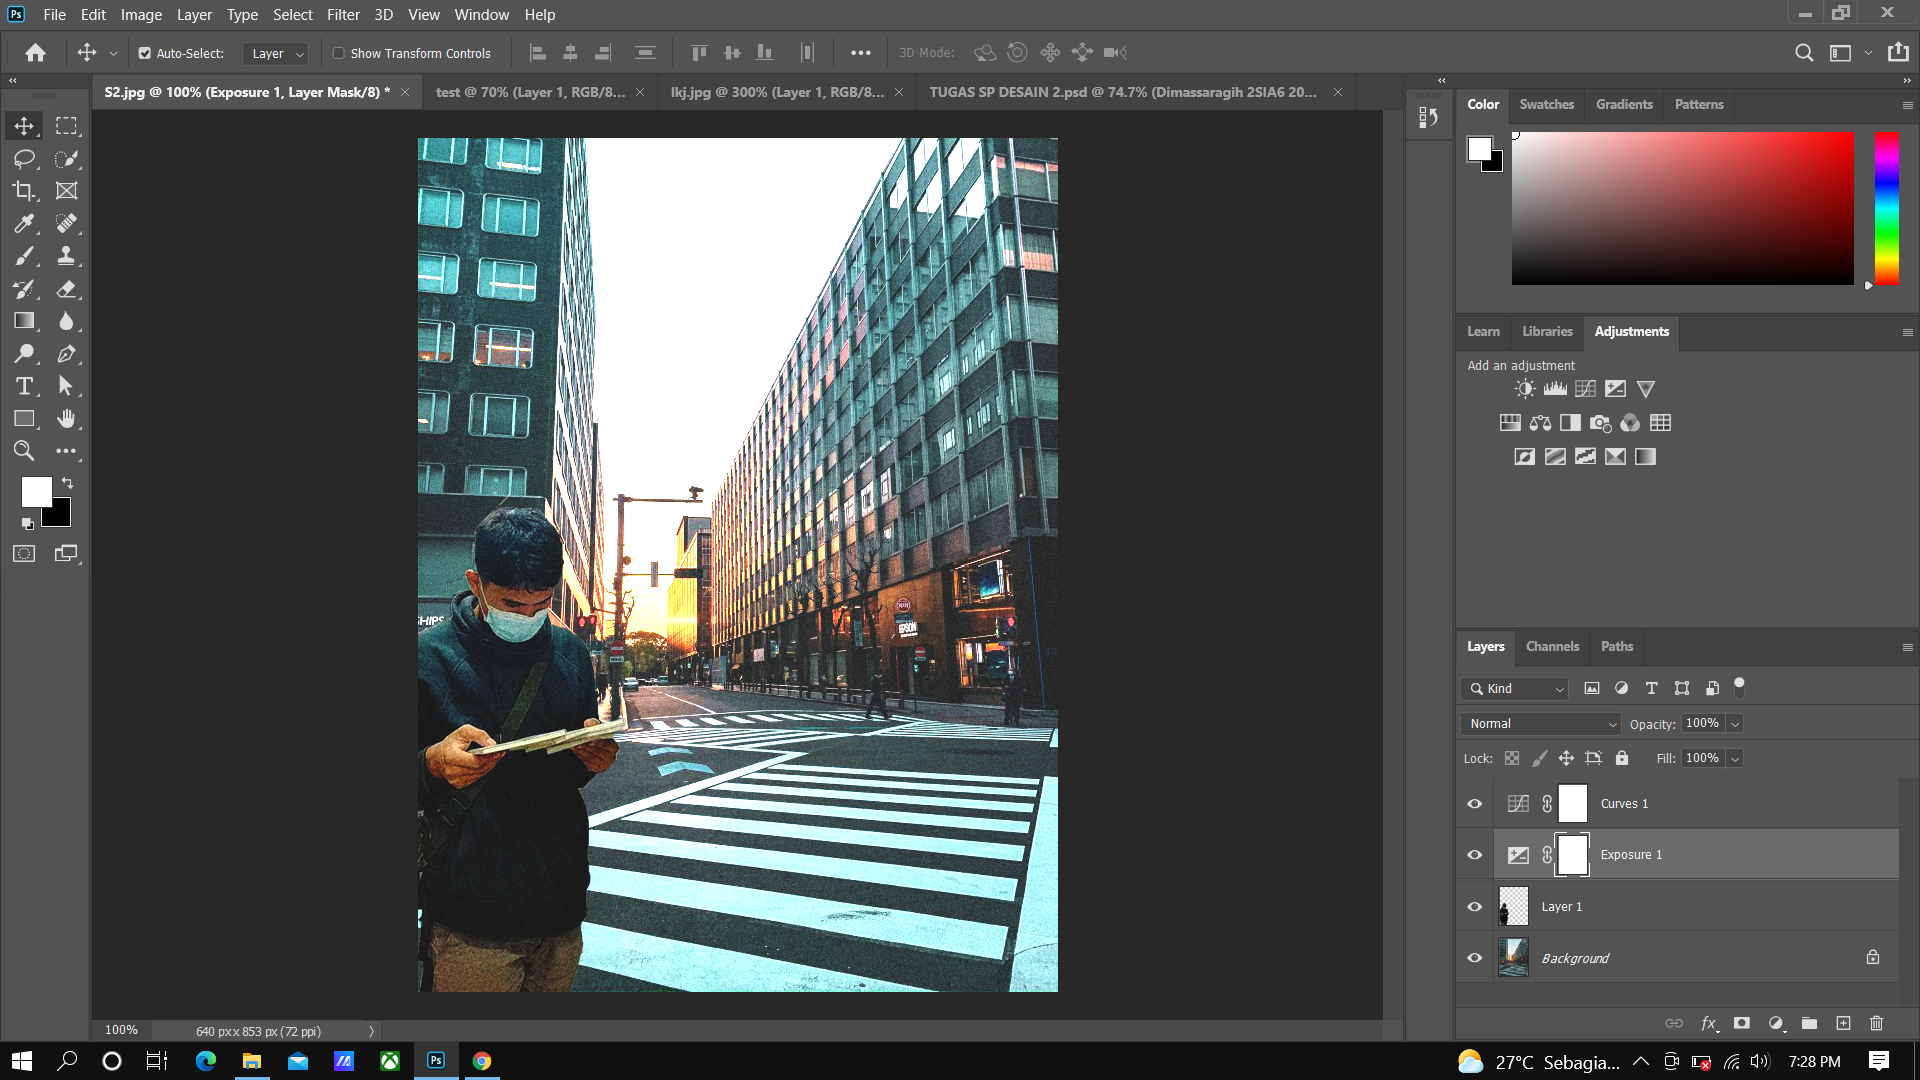 Ps File Edit Image Layer Type Select Filter 3D View Window Help
Auto-Select: Layer Show Transform Controls 3D Mode:
S2.jpg @ 100% (Exposure 1, Layer Mask/8) * test @ 70% (Layer 1, RGB/8... lkj.jpg @ 300% (Layer 1, RGB/8... TUGAS SP DESAIN 2.psd @ 74.7% (Dimassaragih 2SIA6 20...
Color Swatches Gradients Patterns
Learn Libraries Adjustments
Add an adjustment
HIPS
EPSON
Layers Channels Paths
Kind
Normal Opacity: 100%
Lock: Fill: 100%
Curves 1
Exposure 1
Layer 1
Background
100% 640 px x 853 px (72 ppi)
Ps 27°C Sebagia... 7:28 PM